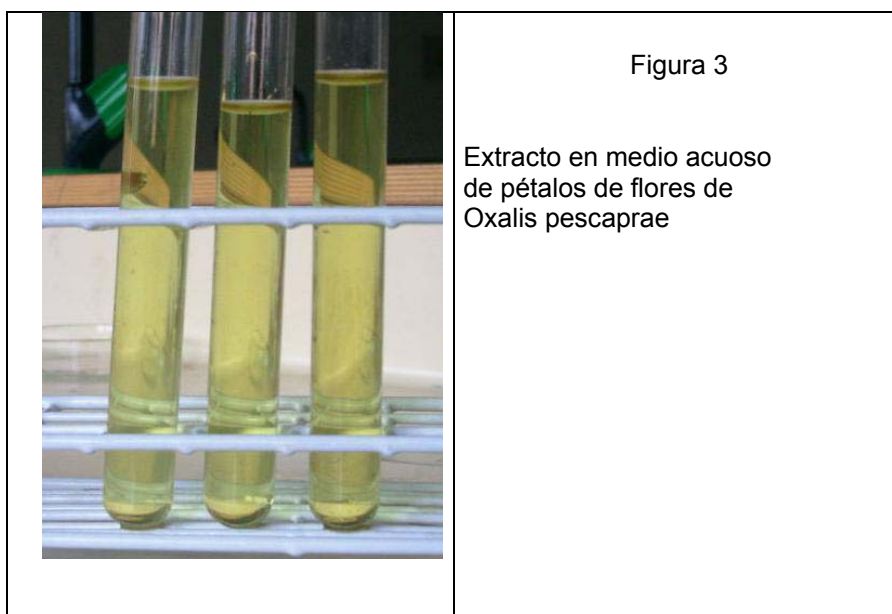 Figura 3
Extracto en medio acuoso
de pétalos de flores de
Oxalis pescaprae